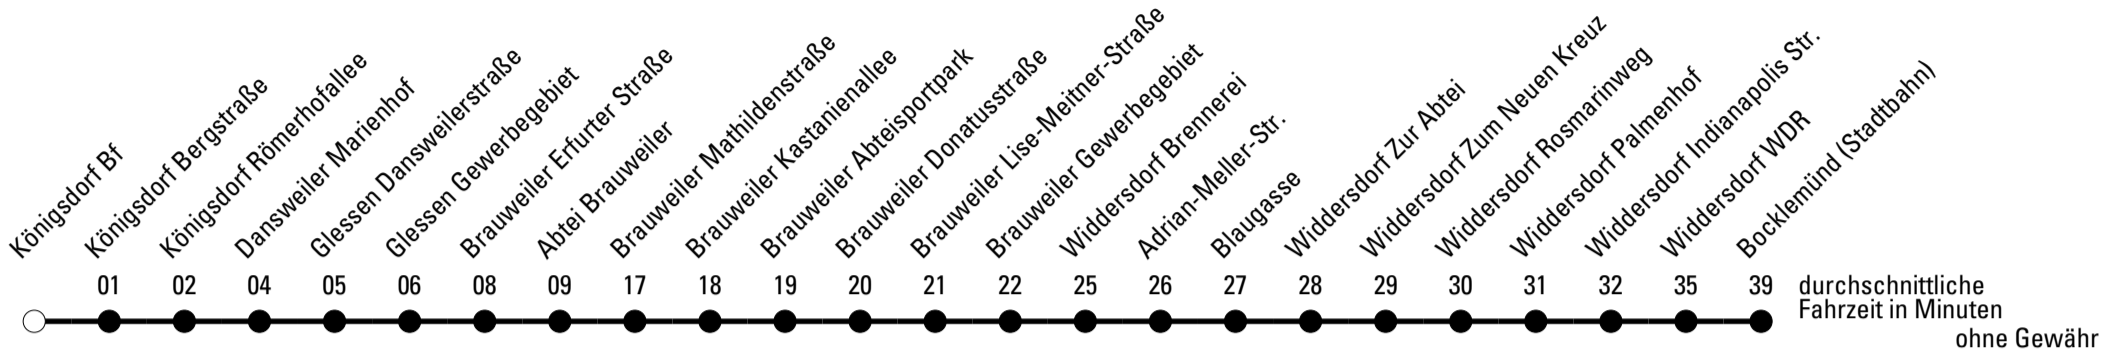 Königsdorf Bf
Königsdorf Bergstraße
Königsdorf Römerhofallee
Dansweiler Marienhof
Glessen Dansweilerstraße
Glessen Gewerbegebiet
Brauweiler Erfurter Straße
Abtei Brauweiler
Brauweiler Mathildenstraße
Brauweiler Kastanienallee
Brauweiler Abteisportpark
Brauweiler Donatusstraße
Brauweiler Lise-Meitner-Straße
Brauweiler Gewerbegebiet
Widdersdorf Brennerei
Adrian-Meller-Str.
Blaugasse
Widdersdorf Zur Abtei
Widdersdorf Zum Neuen Kreuz
Widdersdorf Rosmarinweg
Widdersdorf Palmenhof
Widdersdorf Indianapolis Str.
Widdersdorf WDR
Bocklemünd (Stadtbahn)
01 02 04 05 06 08 09 17 18 19 20 21 22 25 26 27 28 29 30 31 32 35 39
durchschnittliche
Fahrzeit in Minuten
ohne Gewähr